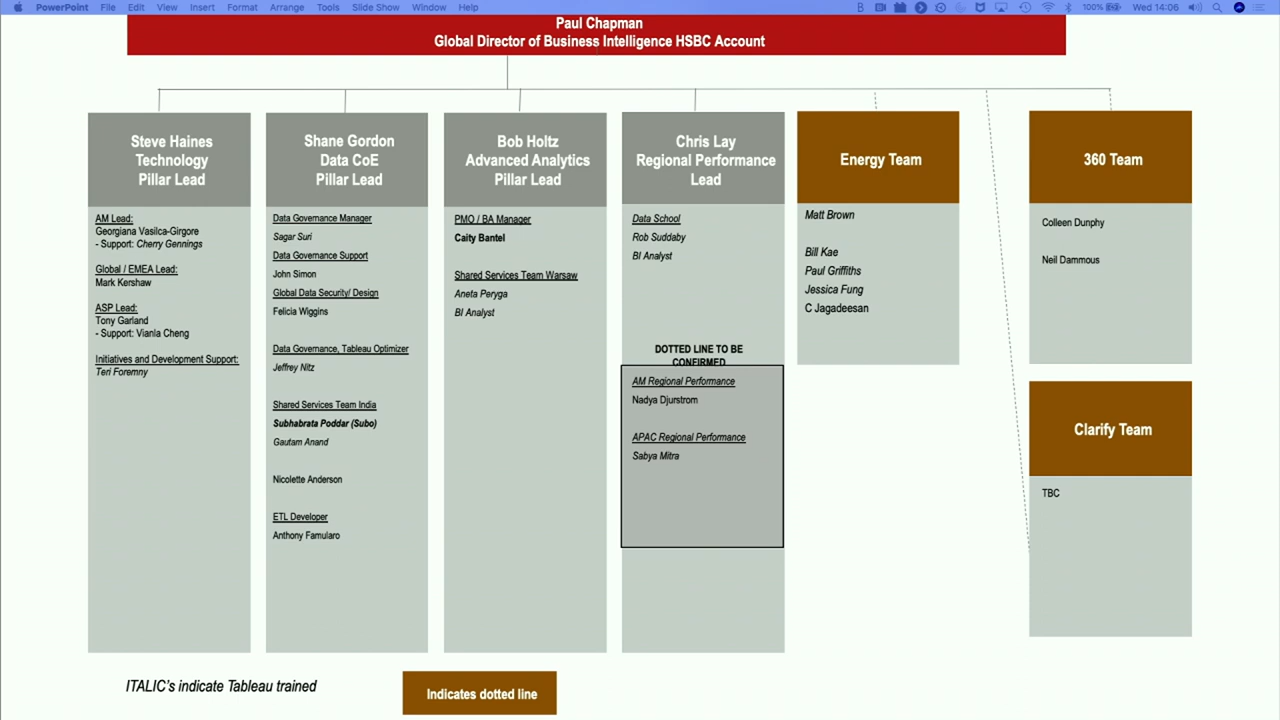 PowerPoint File Edit View Insert Format Arrange Tools Slide Show Window Help
100% Wed 14:06
Paul Chapman
Global Director of Business Intelligence HSBC Account
Steve Haines
Technology
Pillar Lead
AM Lead:
Georgiana Vasilca-Girgore
- Support: Cherry Gennings
Global / EMEA Lead:
Mark Kershaw
ASP Lead:
Tony Garland
- Support: Vianla Cheng
Initiatives and Development Support:
Teri Foremny
Shane Gordon
Data CoE
Pillar Lead
Data Governance Manager
Sagar Suri
Data Governance Support
John Simon
Global Data Security/ Design
Felicia Wiggins
Data Governance, Tableau Optimizer
Jeffrey Nitz
Shared Services Team India
Subhabrata Poddar (Subo)
Gautam Anand
Nicolette Anderson
ETL Developer
Anthony Famularo
Bob Holtz
Advanced Analytics
Pillar Lead
PMO / BA Manager
Caity Bantel
Shared Services Team Warsaw
Aneta Peryga
BI Analyst
Chris Lay
Regional Performance
Lead
Data School
Rob Suddaby
BI Analyst
DOTTED LINE TO BE
CONFIRMED
AM Regional Performance
Nadya Djurstrom
APAC Regional Performance
Sabya Mitra
Energy Team
Matt Brown
Bill Kae
Paul Griffiths
Jessica Fung
C Jagadeesan
360 Team
Colleen Dunphy
Neil Dammous
Clarify Team
TBC
ITALIC's indicate Tableau trained
Indicates dotted line